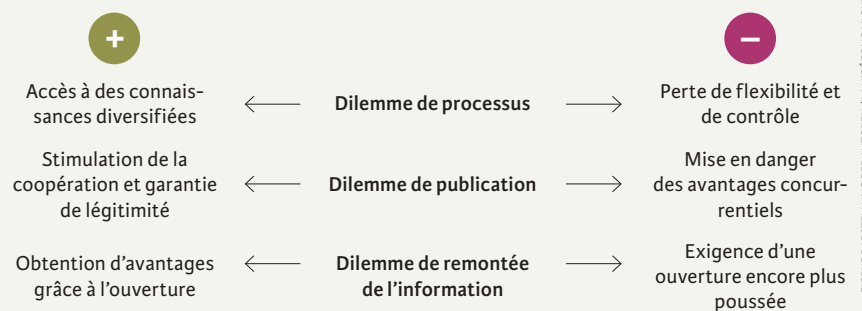 +
–
Accès à des connais-
sances diversifiées
Dilemme de processus
Perte de flexibilité et
de contrôle
Stimulation de la
coopération et garantie
de légitimité
Dilemme de publication
Mise en danger
des avantages concur-
rentiels
Obtention d’avantages
grâce à l’ouverture
Dilemme de remontée
de l’information
Exigence d’une
ouverture encore plus
poussée